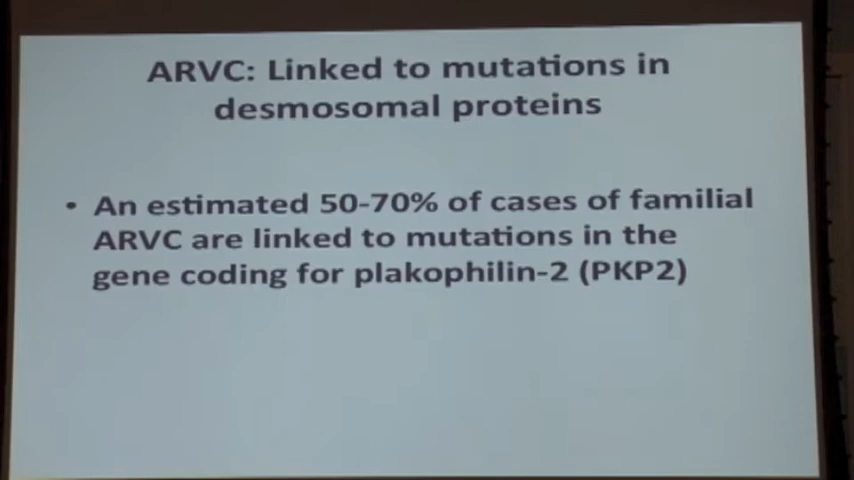 ARVC: Linked to mutations in
desmosomal proteins
• An estimated 50-70% of cases of familial
ARVC are linked to mutations in the
gene coding for plakophilin-2 (PKP2)